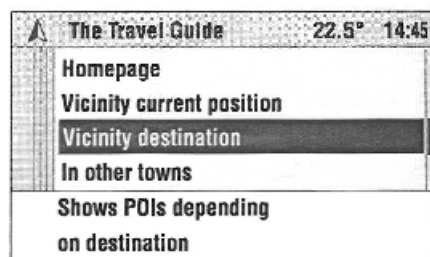 The Travel Guide 22.5° 14:45
Homepage
Vicinity current position
Vicinity destination
In other towns
Shows POIs depending
on destination